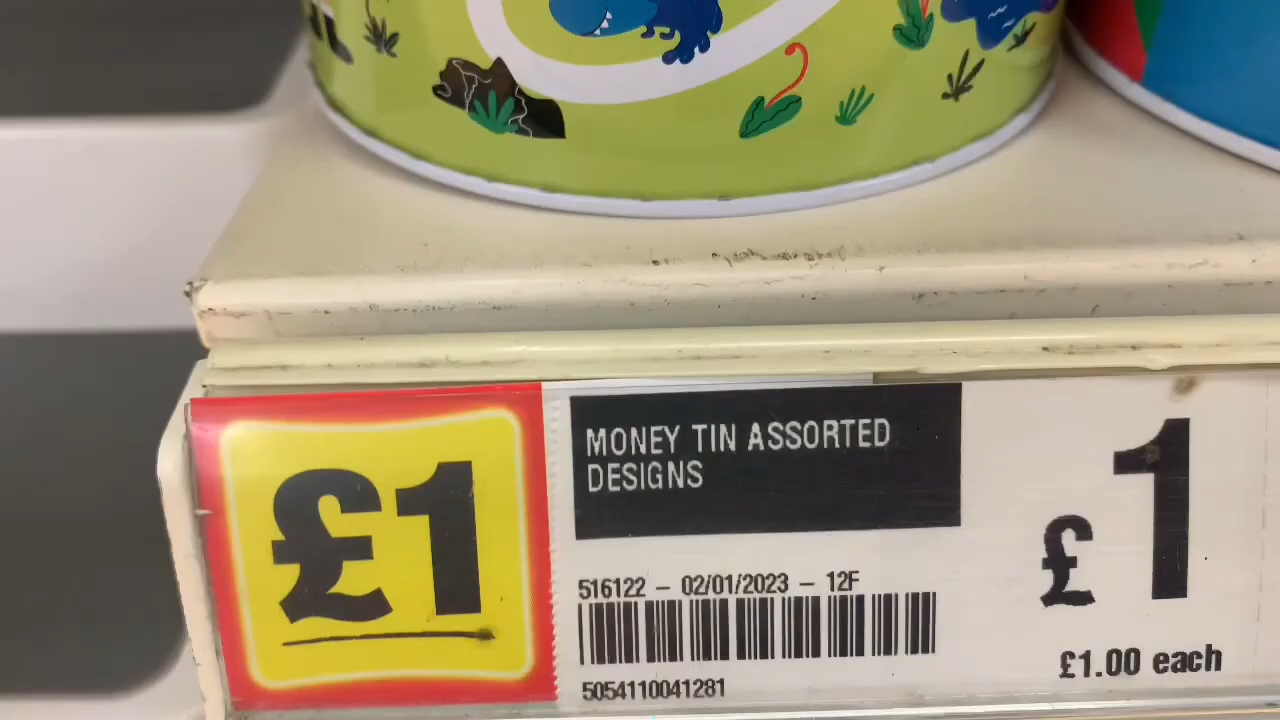 £1
MONEY TIN ASSORTED
DESIGNS
516122 – 02/01/2023 – 12F
5054110041281
£1
£1.00 each